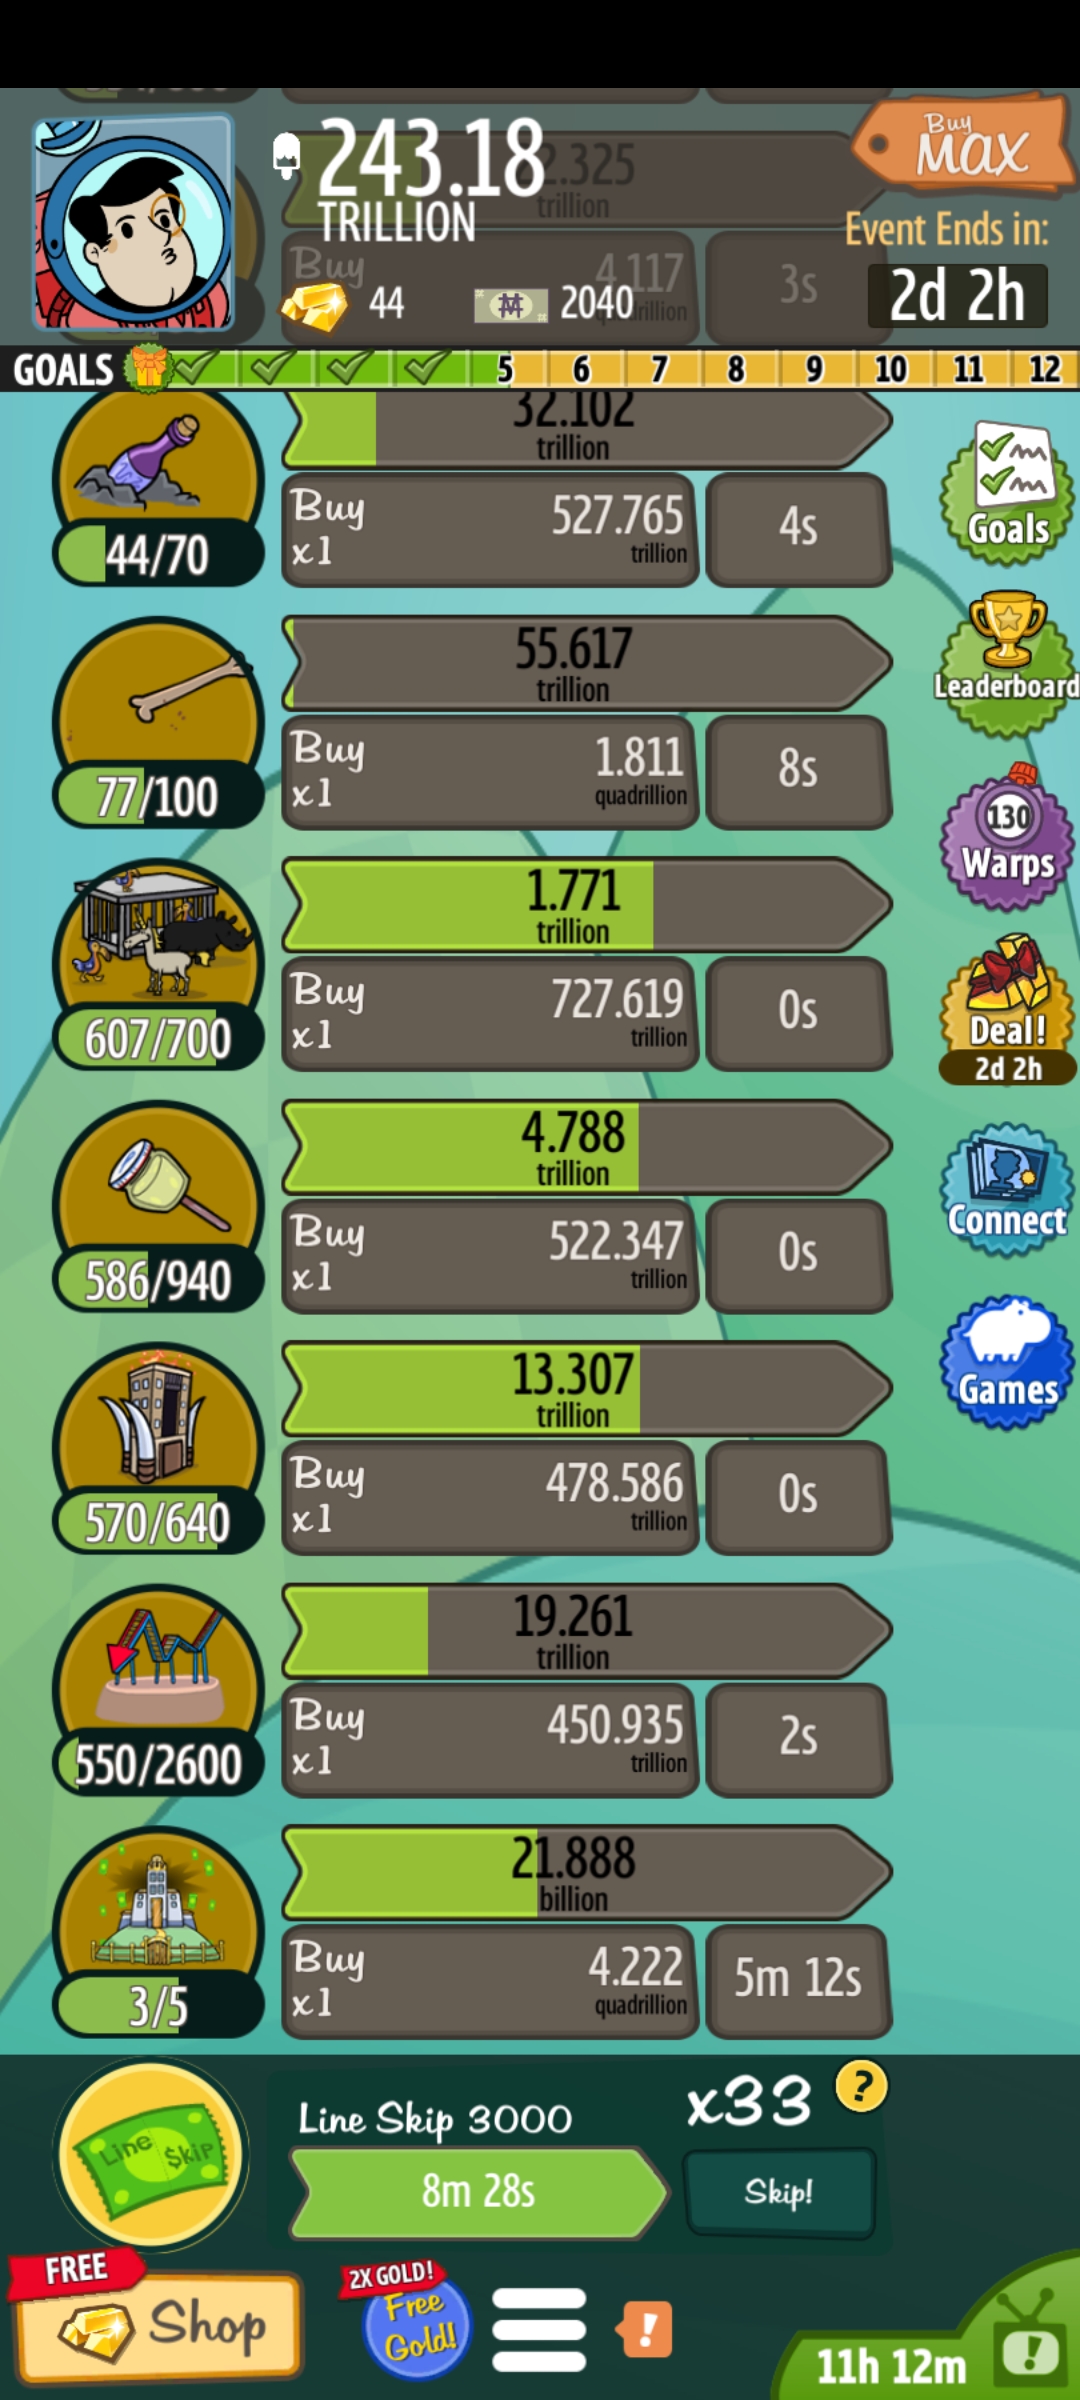 243.18
TRILLION
44
2040
Buy
MAX
Event Ends in:
2d 2h
trillion
Buy
4.117
3s
GOALS
5 6 7 8 9 10 11 12
32.102
trillion
44/70
Buy
x1
527.765
trillion
4s
Goals
55.617
trillion
77/100
Buy
x1
1.811
quadrillion
8s
Leaderboard
130
Warps
1.771
trillion
607/700
Buy
x1
727.619
trillion
0s
Deal!
2d 2h
4.788
trillion
586/940
Buy
x1
522.347
trillion
0s
Connect
13.307
trillion
570/640
Buy
x1
478.586
trillion
0s
Games
19.261
trillion
550/2600
Buy
x1
450.935
trillion
2s
21.888
billion
3/5
Buy
x1
4.222
quadrillion
5m 12s
Line $kip
Line Skip 3000
x33
?
8m 28s
Skip!
FREE
Shop
2X GOLD!
Free
Gold!
!
11h 12m
!